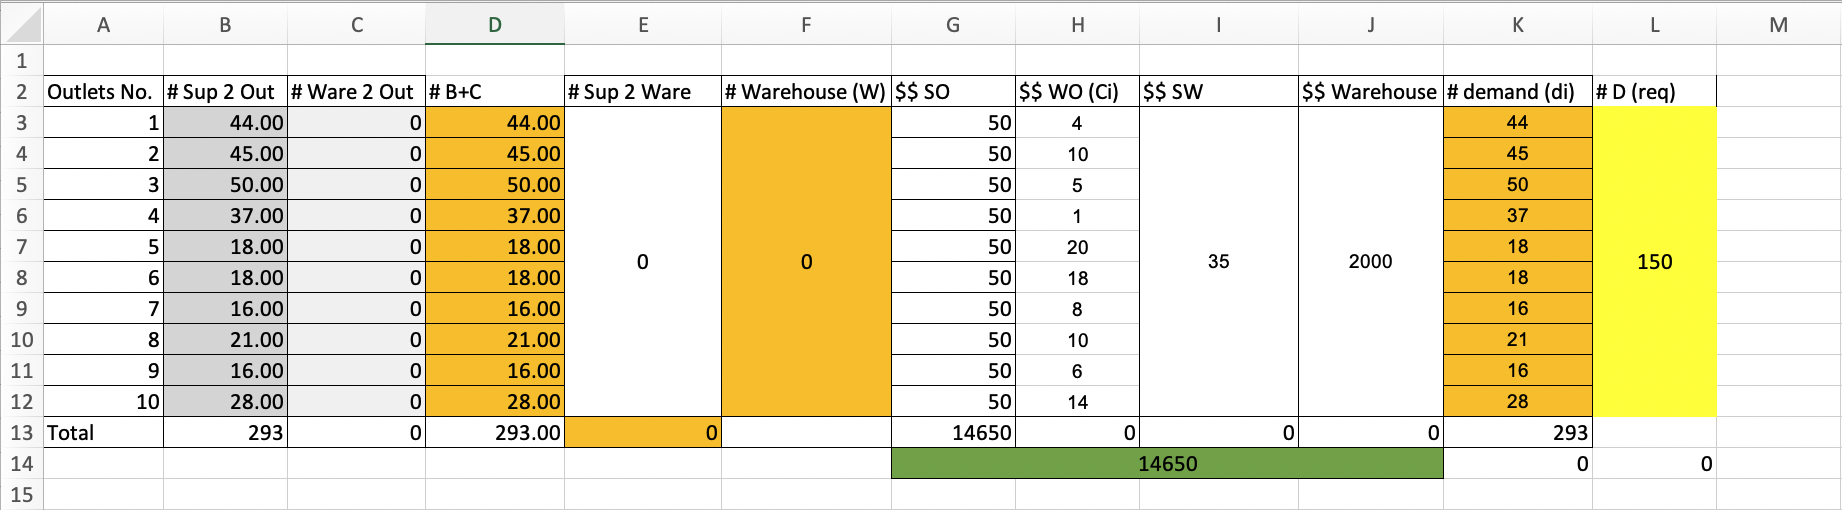 A B C D E F G H I J K L M
1
2 Outlets No. # Sup 2 Out # Ware 2 Out # B+C # Sup 2 Ware # Warehouse (W) $$ SO $$ WO (Ci) $$ SW $$ Warehouse # demand (di) # D (req)
3 1 44.00 0 44.00 50 4 44
4 2 45.00 0 45.00 50 10 45
5 3 50.00 0 50.00 50 5 50
6 4 37.00 0 37.00 50 1 37
7 5 18.00 0 18.00 50 20 18
0 0 35 2000 150
8 6 18.00 0 18.00 50 18 18
9 7 16.00 0 16.00 50 8 16
10 8 21.00 0 21.00 50 10 21
11 9 16.00 0 16.00 50 6 16
12 10 28.00 0 28.00 50 14 28
13 Total 293 0 293.00 0 14650 0 0 0 293
14 14650 0 0
15